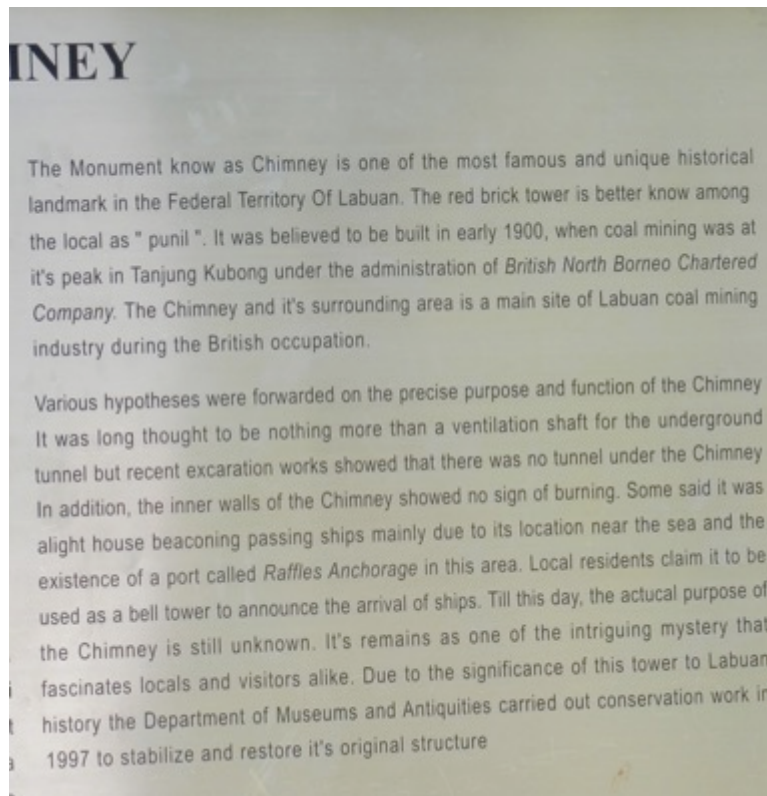 INEY
The Monument know as Chimney is one of the most famous and unique historical
landmark in the Federal Territory Of Labuan. The red brick tower is better know among
the local as " punil ". It was believed to be built in early 1900, when coal mining was at
it's peak in Tanjung Kubong under the administration of British North Borneo Chartered
Company. The Chimney and it's surrounding area is a main site of Labuan coal mining
industry during the British occupation.
Various hypotheses were forwarded on the precise purpose and function of the Chimney
It was long thought to be nothing more than a ventilation shaft for the underground
tunnel but recent excaration works showed that there was no tunnel under the Chimney
In addition, the inner walls of the Chimney showed no sign of burning. Some said it was
alight house beaconing passing ships mainly due to its location near the sea and the
existence of a port called Raffles Anchorage in this area. Local residents claim it to be
used as a bell tower to announce the arrival of ships. Till this day, the actucal purpose of
the Chimney is still unknown. It's remains as one of the intriguing mystery that
fascinates locals and visitors alike. Due to the significance of this tower to Labuan
history the Department of Museums and Antiquities carried out conservation work in
1997 to stabilize and restore it's original structure